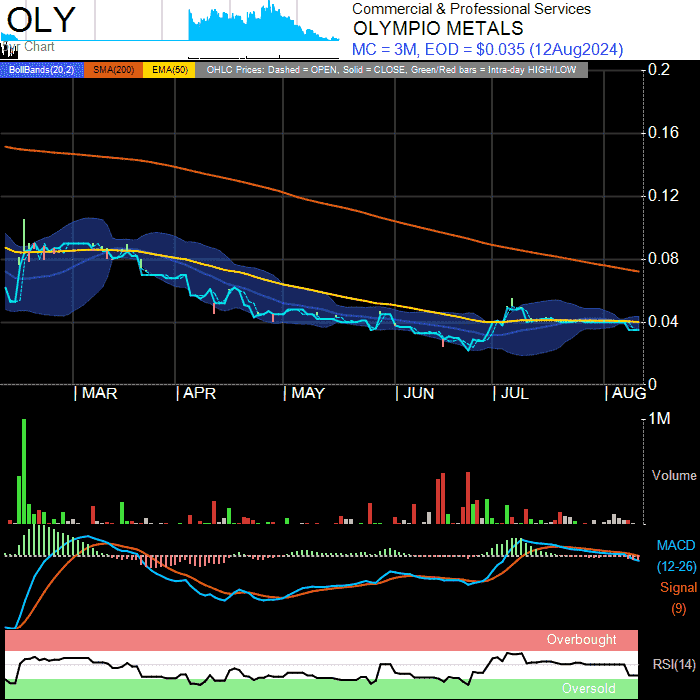 OLY
Commercial & Professional Services
OLYMPIO METALS
MC = 3M, EOD = $0.035 (12Aug2024)
Chart
BollBands(20,2) SMA(200) EMA(50) OHLC Prices: Dashed = OPEN, Solid = CLOSE, Green/Red bars = Intra-day HIGH/LOW
0.2
0.16
0.12
0.08
0.04
0
MAR APR MAY JUN JUL AUG
1M
Volume
MACD
(12-26)
Signal
(9)
Overbought
RSI(14)
Oversold